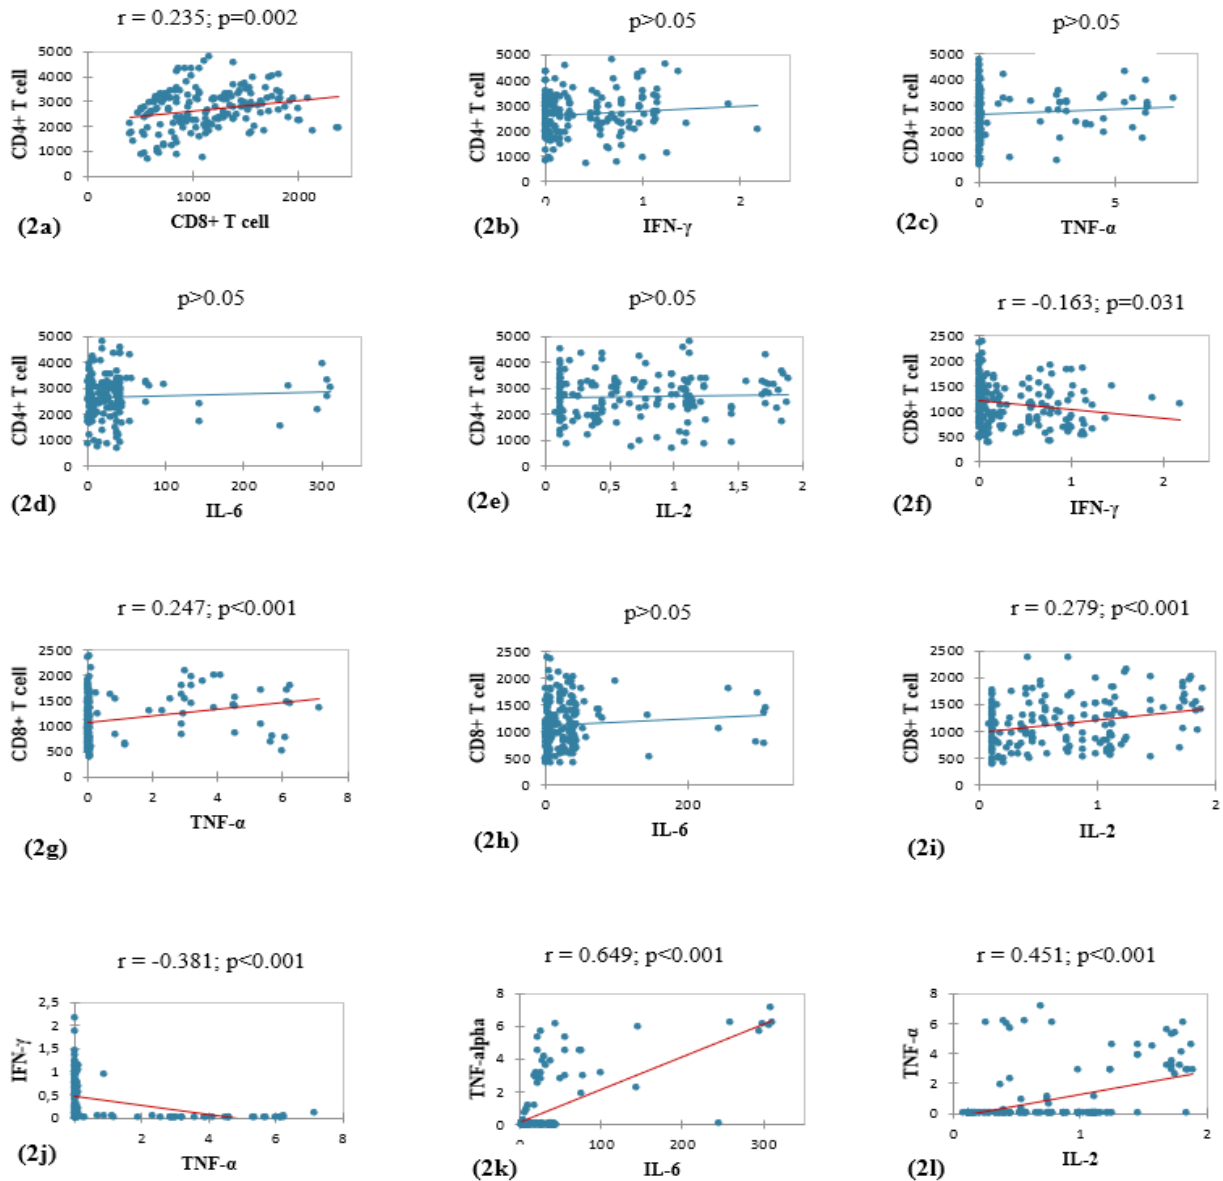 r = 0.235; p=0.002
CD4+ T cell
5000
4000
3000
2000
1000
0
0
1000
2000
CD8+ T cell
(2a)
p>0.05
CD4+ T cell
5000
4000
3000
2000
1000
0
0
1
2
IFN-γ
(2b)
p>0.05
CD4+ T cell
5000
4000
3000
2000
1000
0
0
5
TNF-α
(2c)
p>0.05
CD4+ T cell
5000
4000
3000
2000
1000
0
0
100
200
300
IL-6
(2d)
p>0.05
CD4+ T cell
5000
4000
3000
2000
1000
0
0
0,5
1
1,5
2
IL-2
(2e)
r = -0.163; p=0.031
CD8+ T cell
2500
2000
1500
1000
500
0
0
1
2
IFN-γ
(2f)
r = 0.247; p<0.001
CD8+ T cell
2500
2000
1500
1000
500
0
0
2
4
6
8
TNF-α
(2g)
p>0.05
CD8+ T cell
2500
2000
1500
1000
500
0
0
200
IL-6
(2h)
r = 0.279; p<0.001
CD8+ T cell
2500
2000
1500
1000
500
0
0
1
2
IL-2
(2i)
r = -0.381; p<0.001
IFN-γ
2,5
2
1,5
1
0,5
0
2
4
6
8
TNF-α
(2j)
r = 0.649; p<0.001
TNF-alpha
8
6
4
2
0
0
100
200
300
IL-6
(2k)
r = 0.451; p<0.001
TNF-α
8
6
4
2
0
0
1
2
IL-2
(2l)